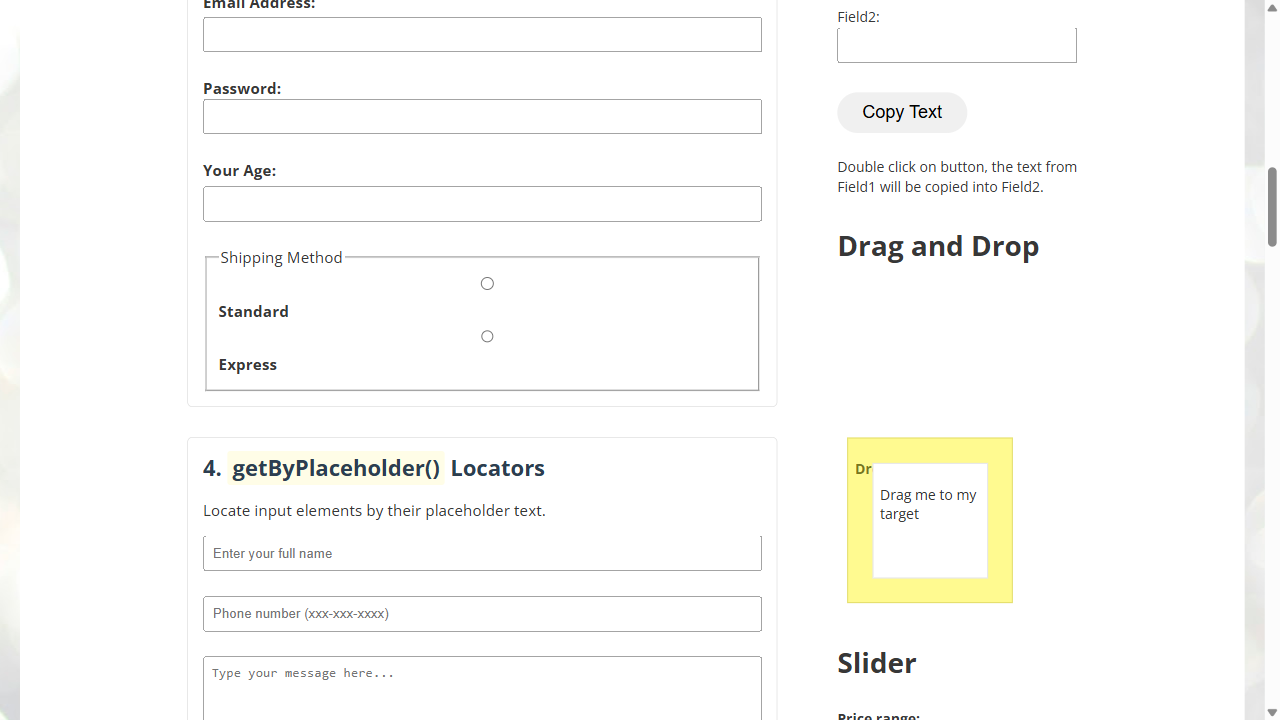 Email Address:
Password:
Your Age:
Shipping Method
Standard
Express
4. getByPlaceholder() Locators
Locate input elements by their placeholder text.
Enter your full name
Phone number (xxx-xxx-xxxx)
Type your message here...
Field2:
Copy Text
Double click on button, the text from
Field1 will be copied into Field2.
Drag and Drop
Dr
Drag me to my
target
Slider
Price range: